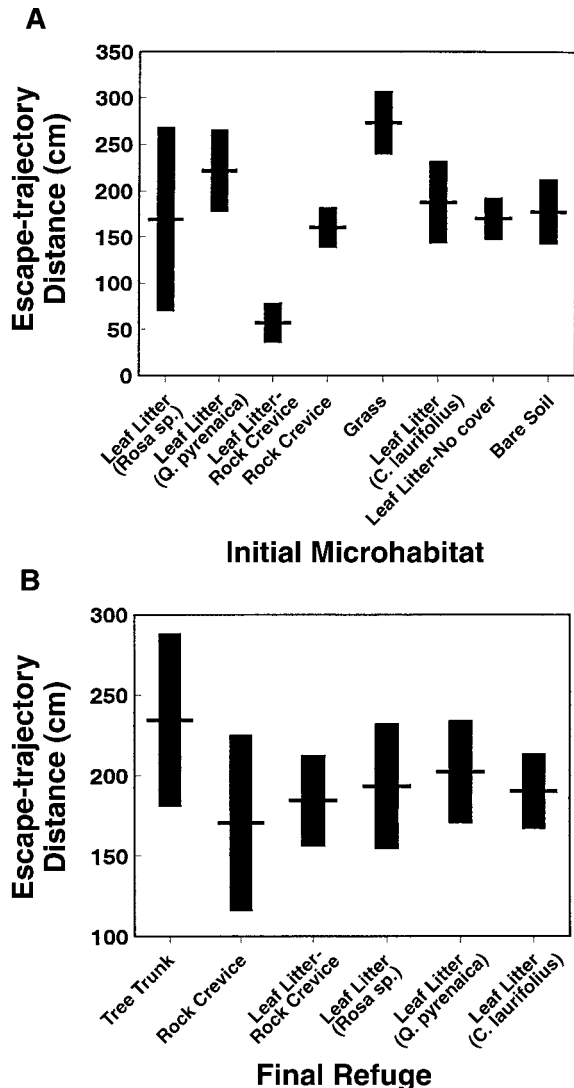 A
Escape-trajectory
Distance (cm)
350
300
250
200
150
100
50
0
Leaf Litter
(Rosa sp.)
Leaf Litter
(Q. pyrenaica)
Leaf Litter-
Rock Crevice
Rock Crevice
Grass
Leaf Litter
(C. laurifolius)
Leaf Litter-No cover
Bare Soil
Initial Microhabitat
B
Escape-trajectory
Distance (cm)
300
250
200
150
100
Tree Trunk
Rock Crevice
Leaf Litter-
Rock Crevice
Leaf Litter
(Rosa sp.)
Leaf Litter
(Q. pyrenaica)
Leaf Litter
(C. laurifolius)
Final Refuge